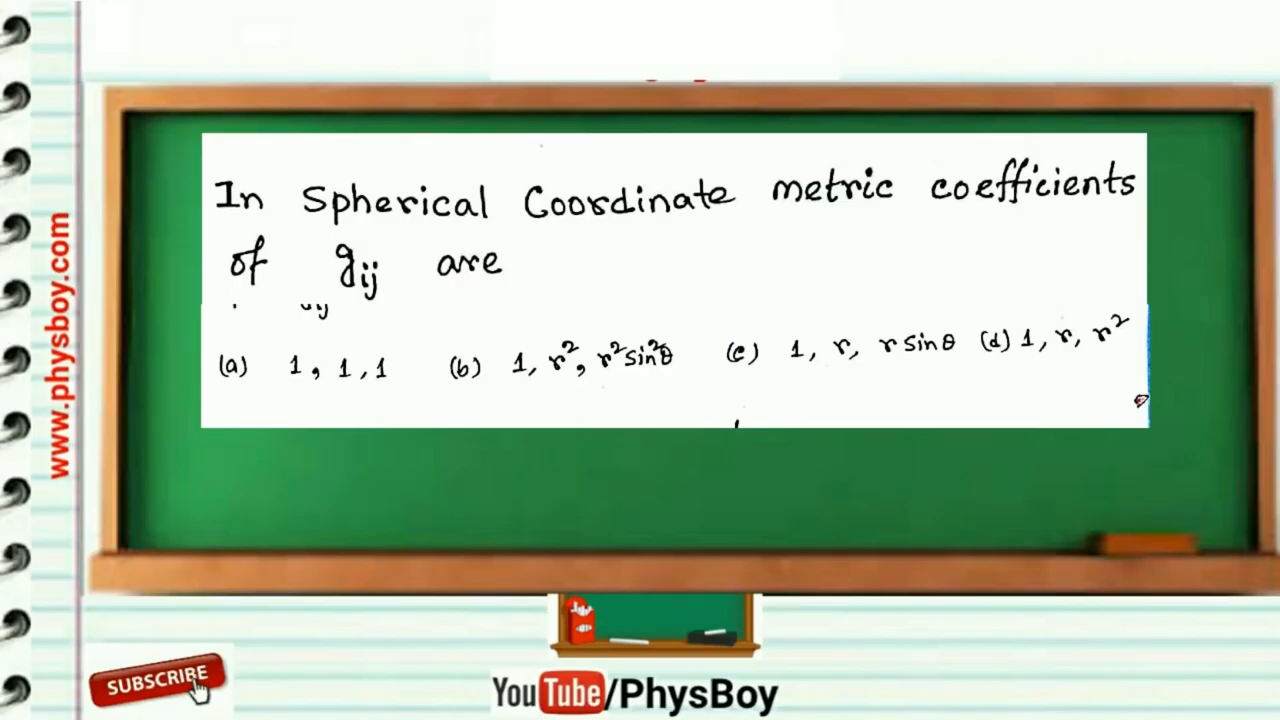 In Spherical Coordinate metric coefficients
of gij are
(a) 1, 1, 1 (b) 1, r², r²sin²θ (c) 1, r, r sinθ (d) 1, r, r²
www.physboy.com
SUBSCRIBE
YouTube/PhysBoy